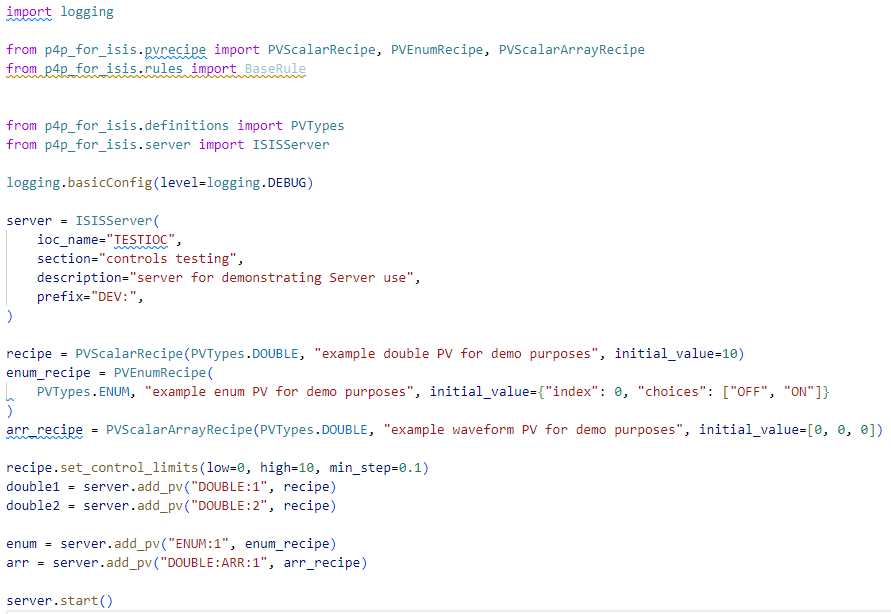 import logging
from p4p_for_isis.pvrecipe import PVScalarRecipe, PVEnumRecipe, PVScalarArrayRecipe
from p4p_for_isis.rules import BaseRule
from p4p_for_isis.definitions import PVTypes
from p4p_for_isis.server import ISISServer
logging.basicConfig(level=logging.DEBUG)
server = ISISServer(
    ioc_name="TESTIOC",
    section="controls testing",
    description="server for demonstrating Server use",
    prefix="DEV:",
)
recipe = PVScalarRecipe(PVTypes.DOUBLE, "example double PV for demo purposes", initial_value=10)
enum_recipe = PVEnumRecipe(
    PVTypes.ENUM, "example enum PV for demo purposes", initial_value={"index": 0, "choices": ["OFF", "ON"]}
)
arr_recipe = PVScalarArrayRecipe(PVTypes.DOUBLE, "example waveform PV for demo purposes", initial_value=[0, 0, 0])
recipe.set_control_limits(low=0, high=10, min_step=0.1)
double1 = server.add_pv("DOUBLE:1", recipe)
double2 = server.add_pv("DOUBLE:2", recipe)
enum = server.add_pv("ENUM:1", enum_recipe)
arr = server.add_pv("DOUBLE:ARR:1", arr_recipe)
server.start()